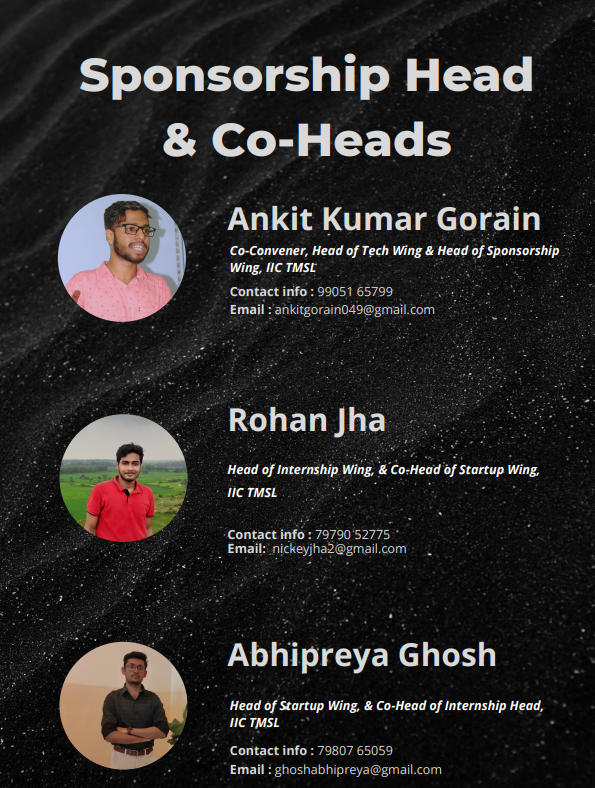 Sponsorship Head
& Co-Heads
Ankit Kumar Gorain
Co-Convener, Head of Tech Wing & Head of Sponsorship
Wing, IIC TMSL
Contact info : 99051 65799
Email : ankitgorain049@gmail.com
Rohan Jha
Head of Internship Wing, & Co-Head of Startup Wing,
IIC TMSL
Contact info : 79790 52775
Email: nickeyjha2@gmail.com
Abhipreya Ghosh
Head of Startup Wing, & Co-Head of Internship Head,
IIC TMSL
Contact info : 79807 65059
Email : ghoshabhipreya@gmail.com